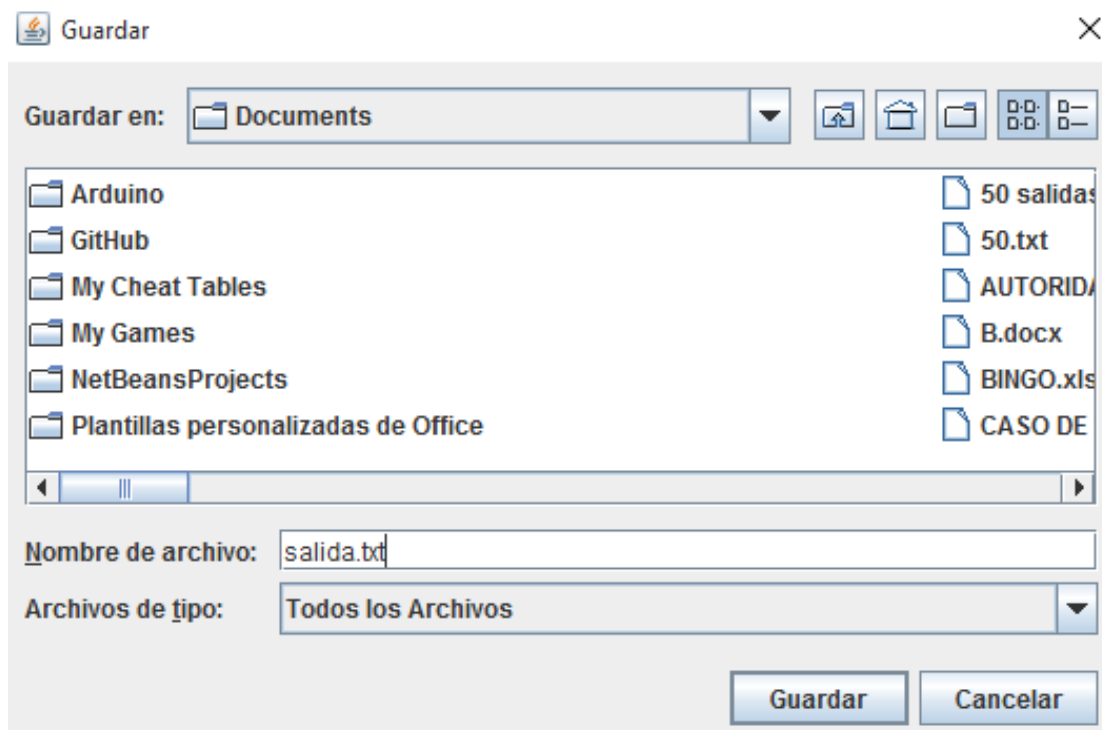 Guardar
Guardar en: Documents
Arduino
GitHub
My Cheat Tables
My Games
NetBeansProjects
Plantillas personalizadas de Office
50 salidas
50.txt
AUTORIDA
B.docx
BINGO.xls
CASO DE
Nombre de archivo: salida.txt
Archivos de tipo: Todos los Archivos
Guardar Cancelar